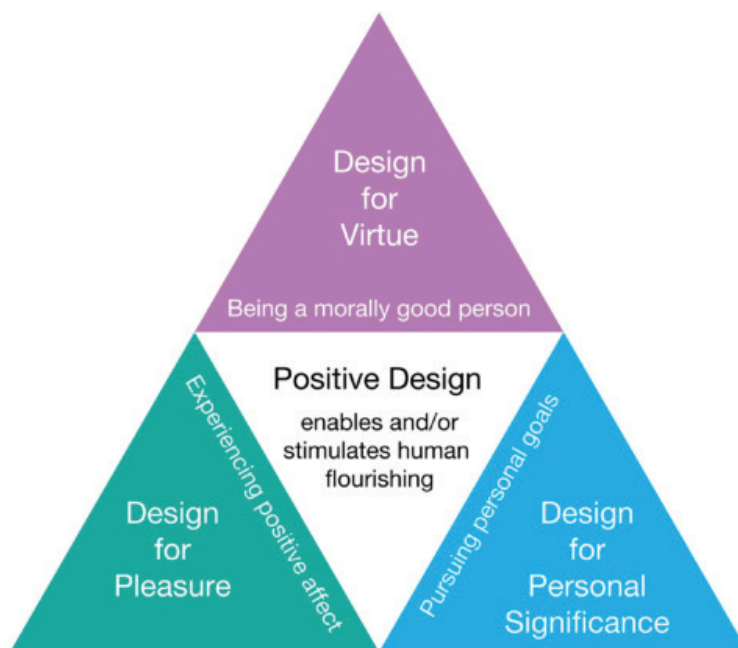 Design
for
Virtue
Being a morally good person
Positive Design
enables and/or
stimulates human
flourishing
Experiencing positive affect
Pursuing personal goals
Design
for
Pleasure
Design
for
Personal
Significance